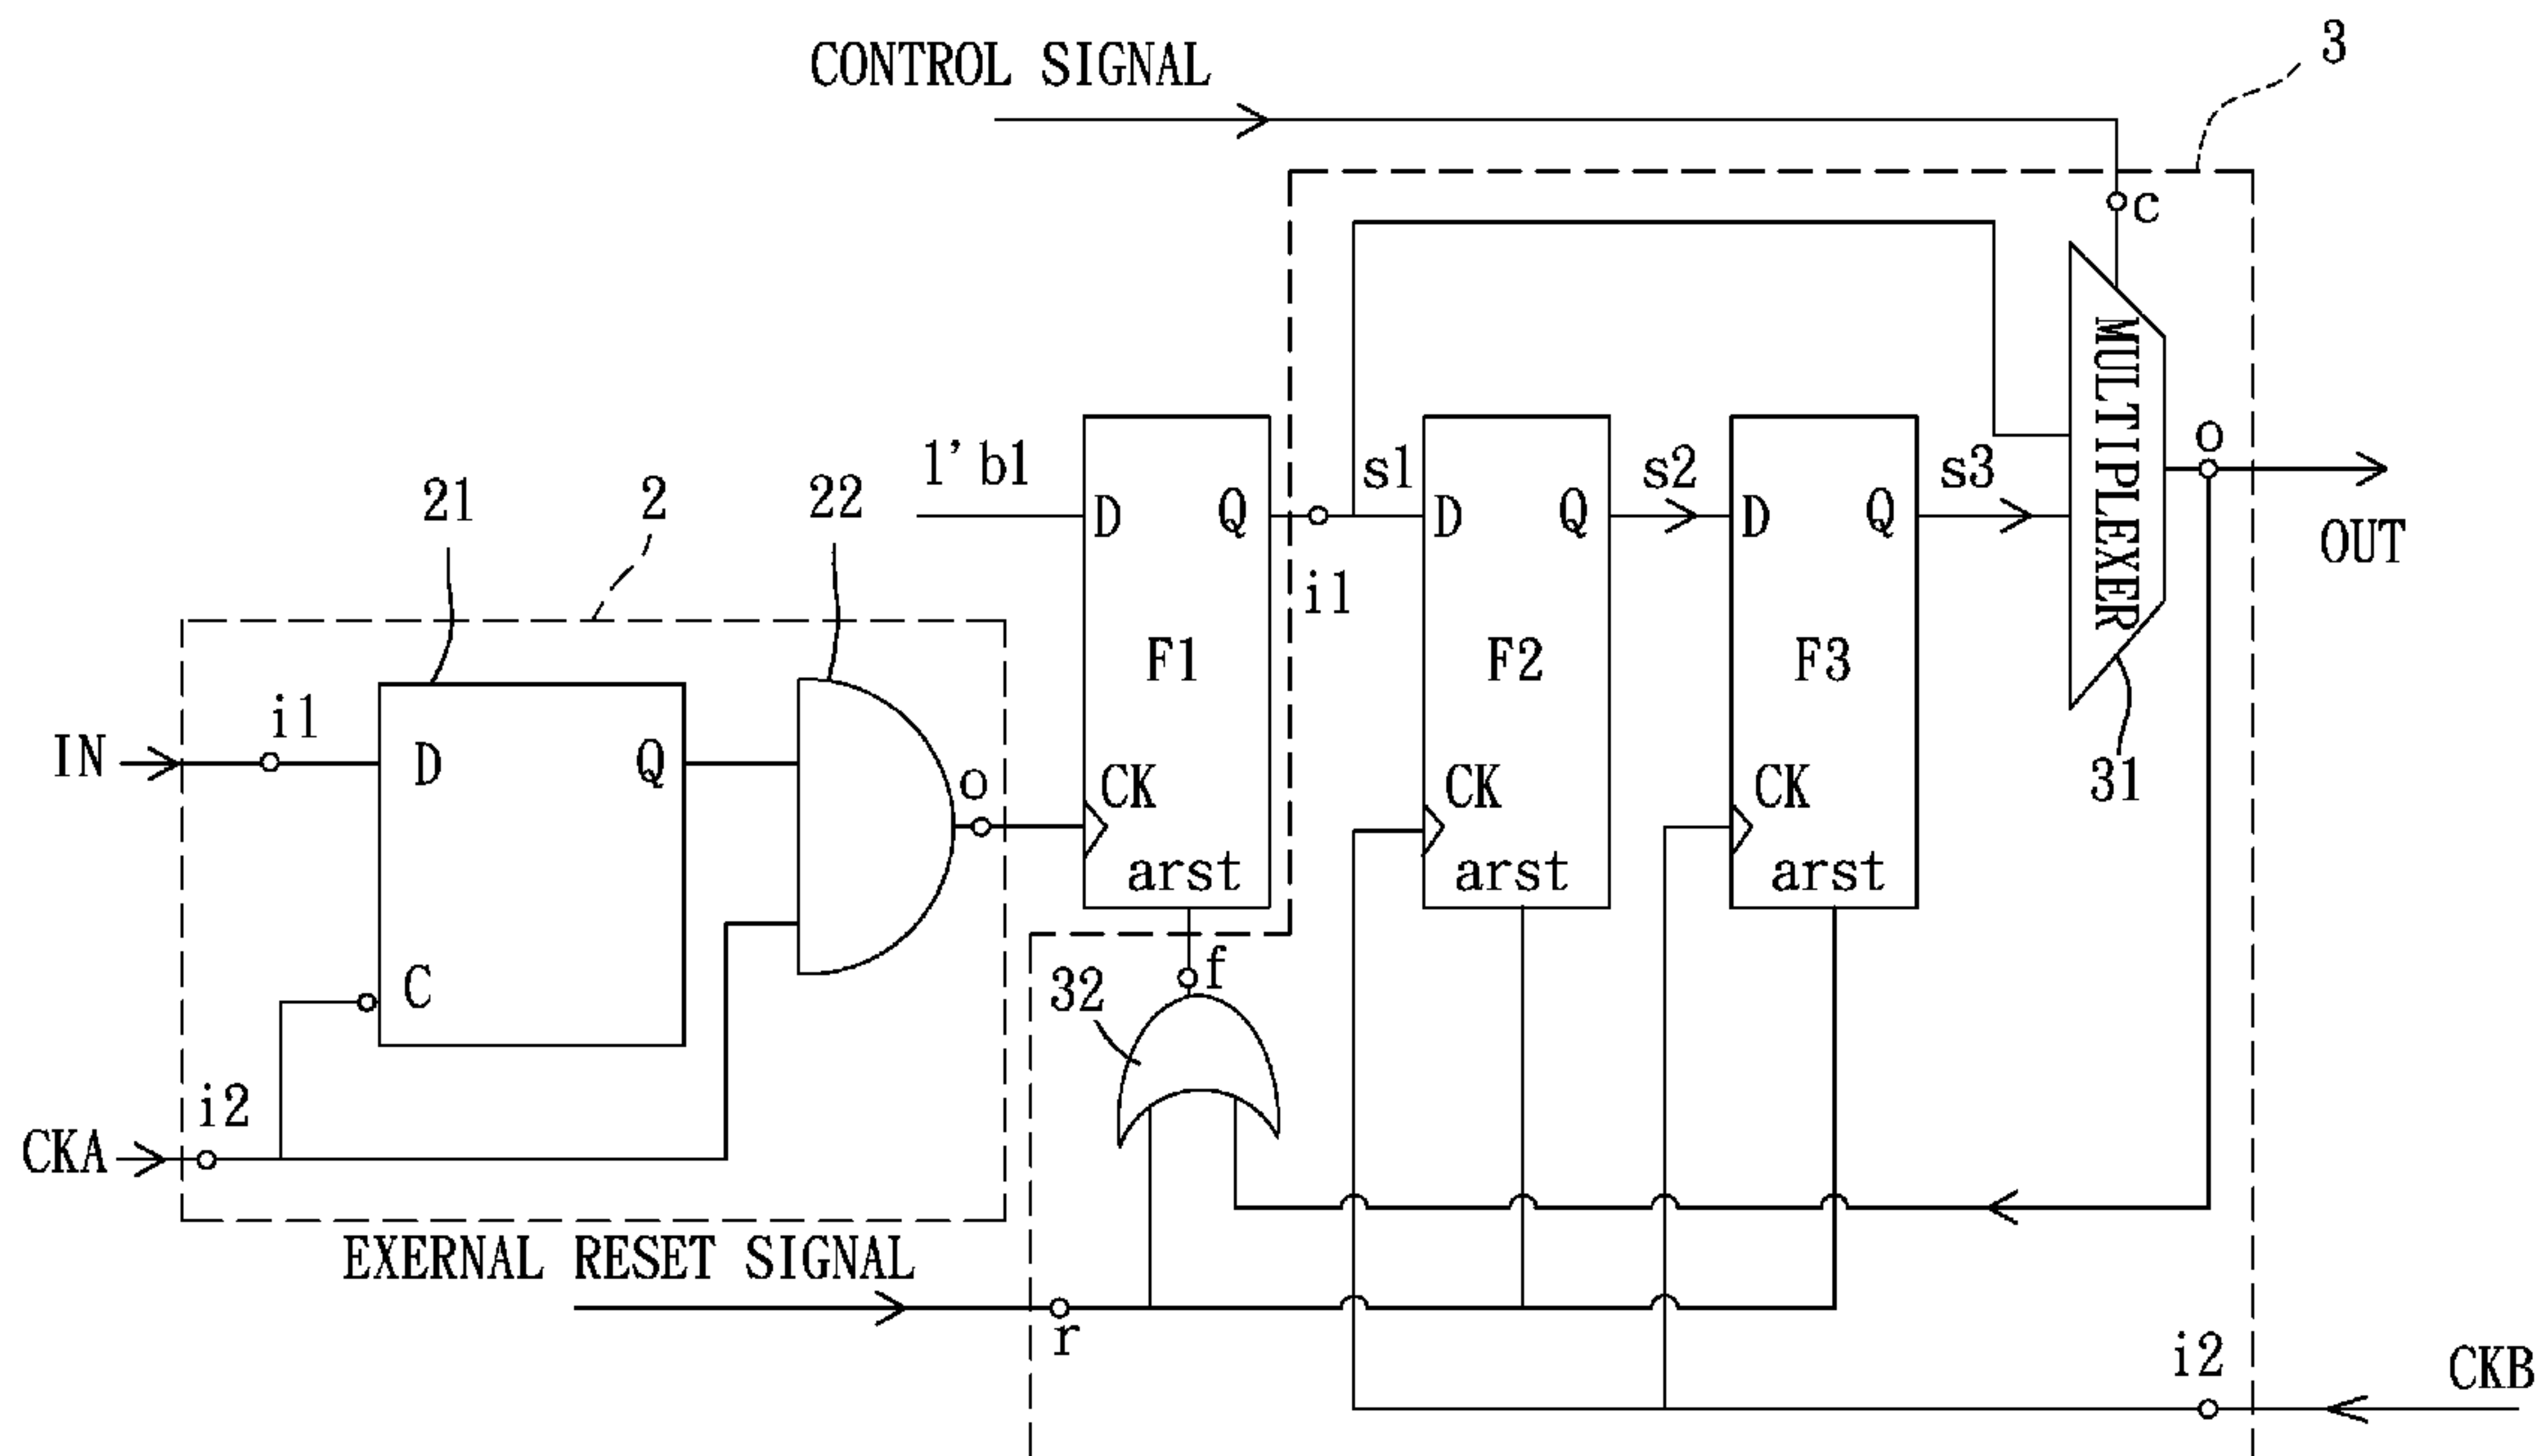 CONTROL SIGNAL
3
c
MULTIPLEXER
o
OUT
31
1'b1
D
Q
F1
CK
arst
i1
s1
D
Q
F2
CK
arst
s2
D
Q
F3
CK
arst
s3
21
2
22
IN
i1
D
Q
C
o
i2
CKA
32
f
EXERNAL RESET SIGNAL
r
i2
CKB